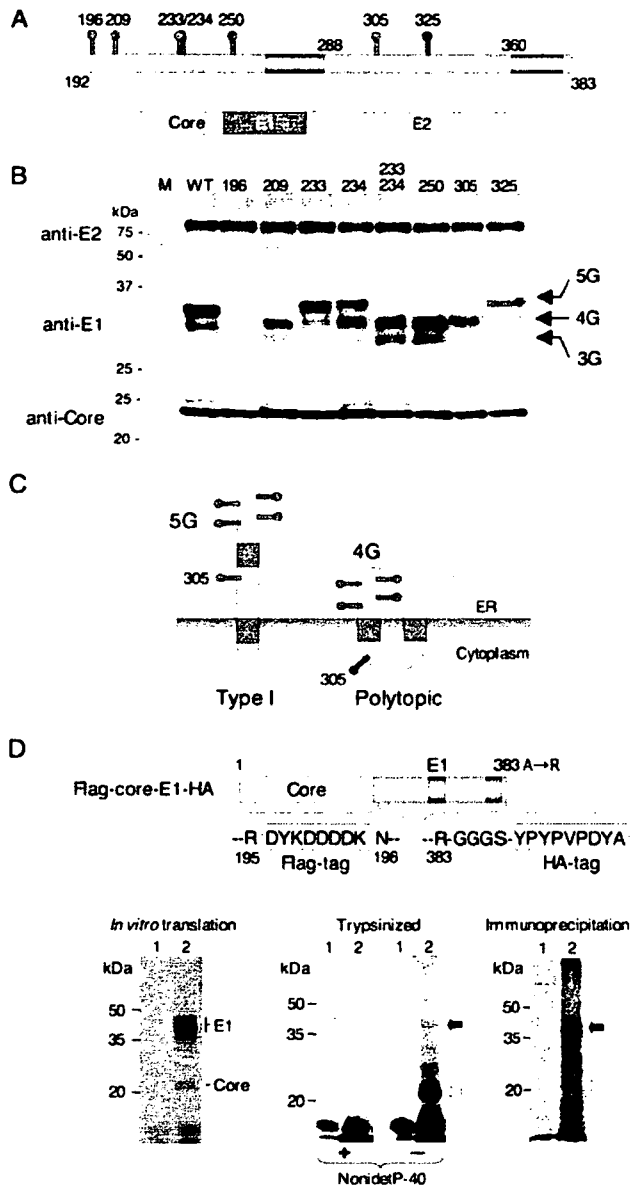 A
196 209 233/234 250 305 325
192 288 360 383
Core E1 E2
B
233
M WT 196 209 233 234 234 250 305 325
kDa
anti-E2 75 -
50 -
37 -
5G
anti-E1 4G
3G
25 -
25 -
anti-Core
20 -
C
5G
4G
305
ER
Cytoplasm
305
Type I Polytopic
D
1 E1 383 A→R
Flag-core-E1-HA Core
--R DYKDDDDK N-- --R-GGGS-YPYPVPDYA
195 Flag-tag 196 383 HA-tag
In vitro translation Trypsinized Immunoprecipitation
1 2 1 2 1 2 1 2
kDa kDa kDa
50 - 50 - 50 -
E1
35 - 35 - 35 -
Core
20 - 20 - 20 -
+ −
NonidetP-40